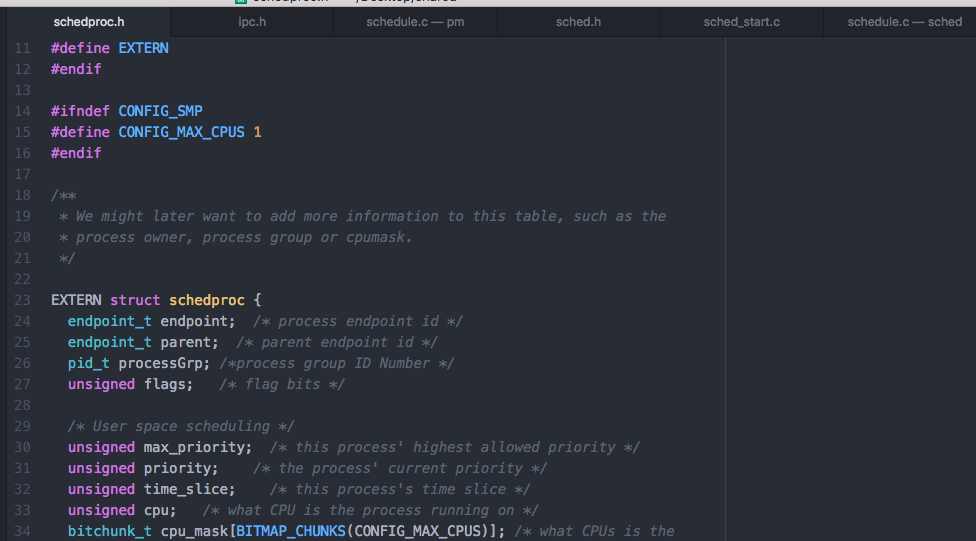 schedproc.h ipc.h schedule.c — pm sched.h sched_start.c schedule.c — sched
11 #define EXTERN
12 #endif
13
14 #ifndef CONFIG_SMP
15 #define CONFIG_MAX_CPUS 1
16 #endif
17
18 /**
19 * We might later want to add more information to this table, such as the
20 * process owner, process group or cpumask.
21 */
22
23 EXTERN struct schedproc {
24 endpoint_t endpoint; /* process endpoint id */
25 endpoint_t parent; /* parent endpoint id */
26 pid_t processGrp; /*process group ID Number */
27 unsigned flags; /* flag bits */
28
29 /* User space scheduling */
30 unsigned max_priority; /* this process' highest allowed priority */
31 unsigned priority; /* the process' current priority */
32 unsigned time_slice; /* this process's time slice */
33 unsigned cpu; /* what CPU is the process running on */
34 bitchunk_t cpu_mask[BITMAP_CHUNKS(CONFIG_MAX_CPUS)]; /* what CPUs is the